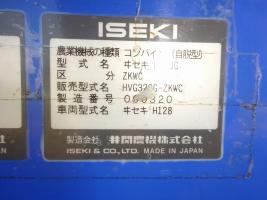 ISEKI
農業機械の種類 コンバイン(自脱型)
型式名 ヰセキ
区分 ZKWC
販売型式名 HVG320G-ZKWC
製造番号 000320
車両型式名 ヰセキ H128
製造会社 井関農機株式会社
ISEKI & CO., LTD. MADE IN JAPAN